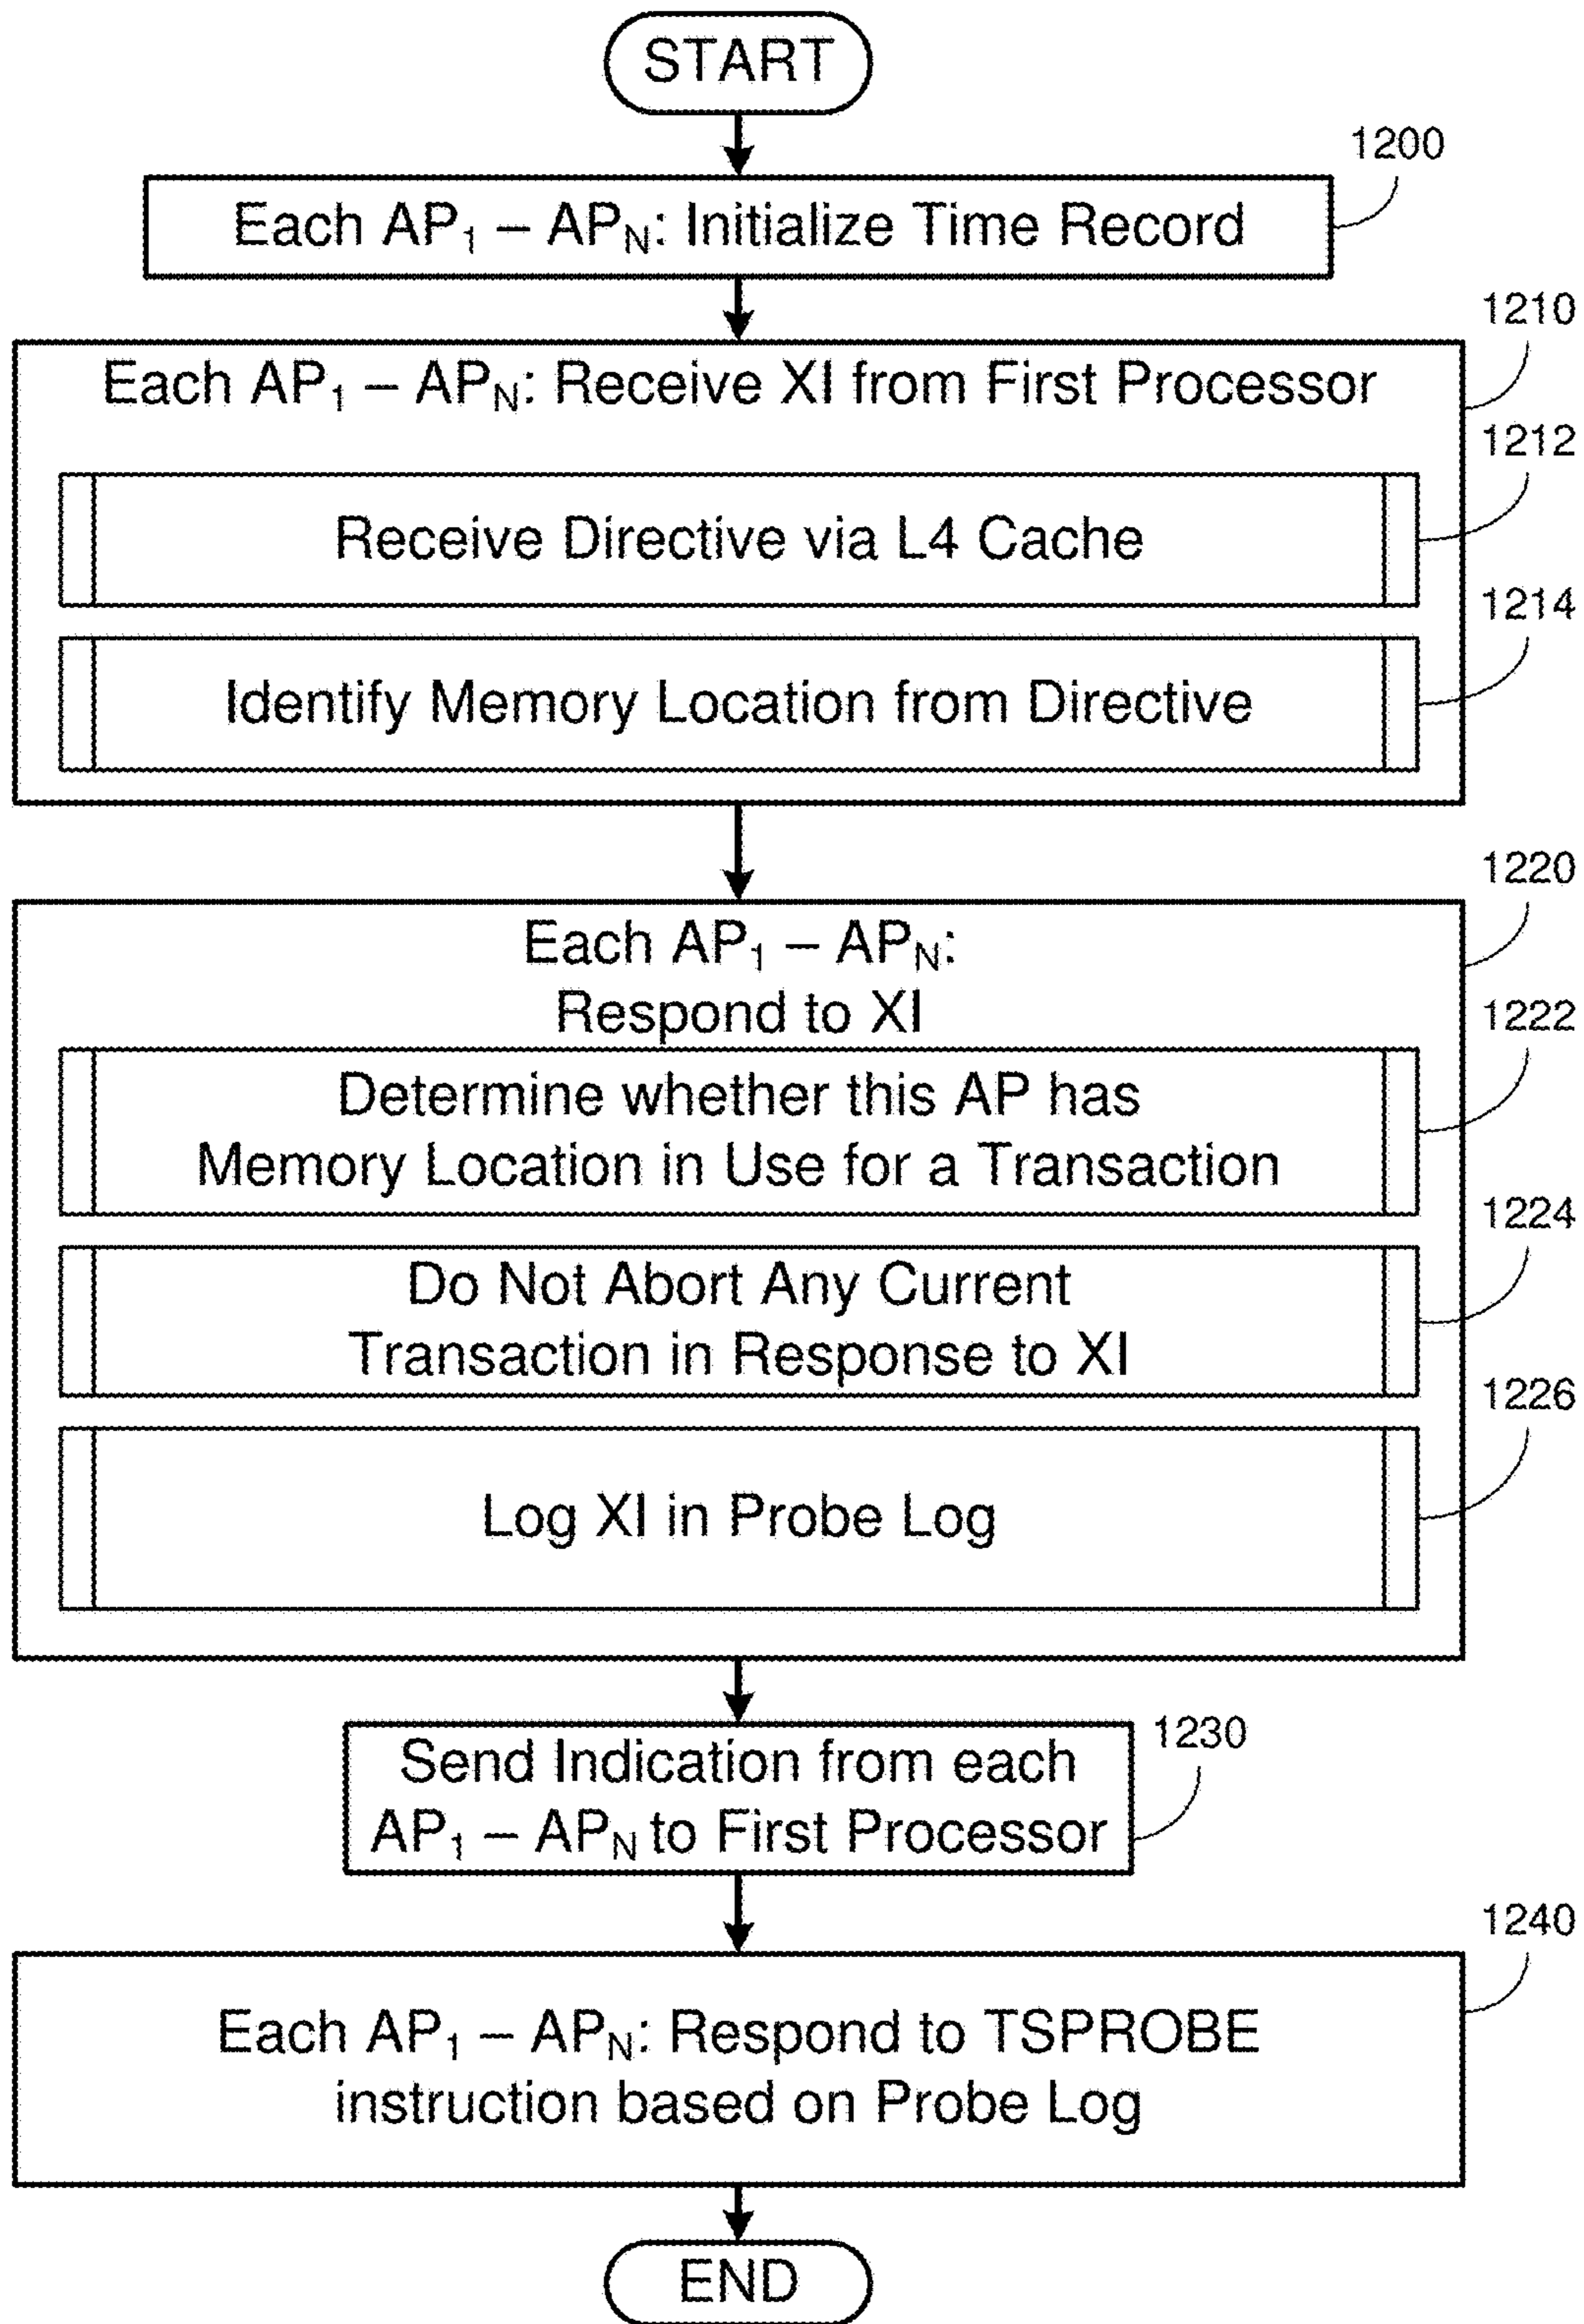 START
1200
Each AP₁ – APN: Initialize Time Record
1210
Each AP₁ – APN: Receive XI from First Processor
1212
Receive Directive via L4 Cache
1214
Identify Memory Location from Directive
1220
Each AP₁ – APN:
Respond to XI
1222
Determine whether this AP has
Memory Location in Use for a Transaction
1224
Do Not Abort Any Current
Transaction in Response to XI
1226
Log XI in Probe Log
1230
Send Indication from each
AP₁ – APN to First Processor
1240
Each AP₁ – APN: Respond to TSPROBE
instruction based on Probe Log
END